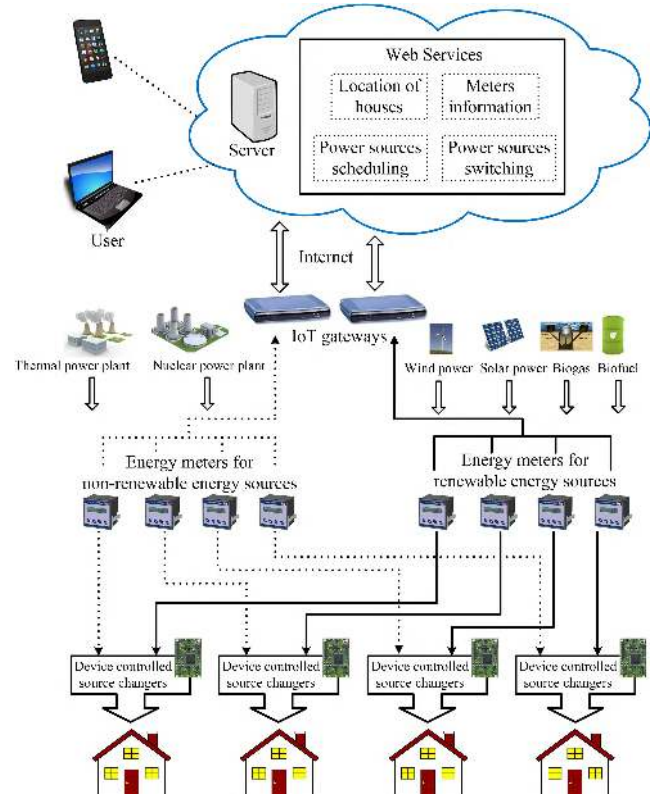 Web Services
Location of
houses
Meters
information
Server
Power sources
scheduling
Power sources
switching
User
Internet
IoT gateways
Thermal power plant
Nuclear power plant
Wind power
Solar power
Biogas
Biofuel
Energy meters for
non-renewable energy sources
Energy meters for
renewable energy sources
Device controlled
source changers
Device controlled
source changers
Device controlled
source changers
Device controlled
source changers